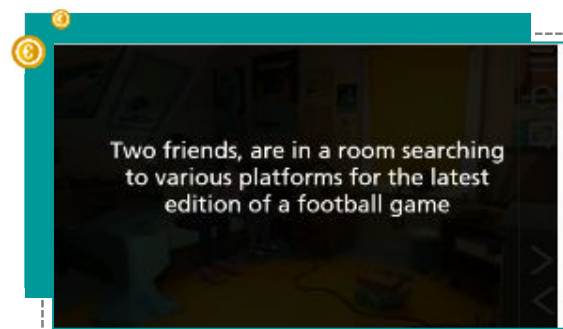 Two friends, are in a room searching
to various platforms for the latest
edition of a football game